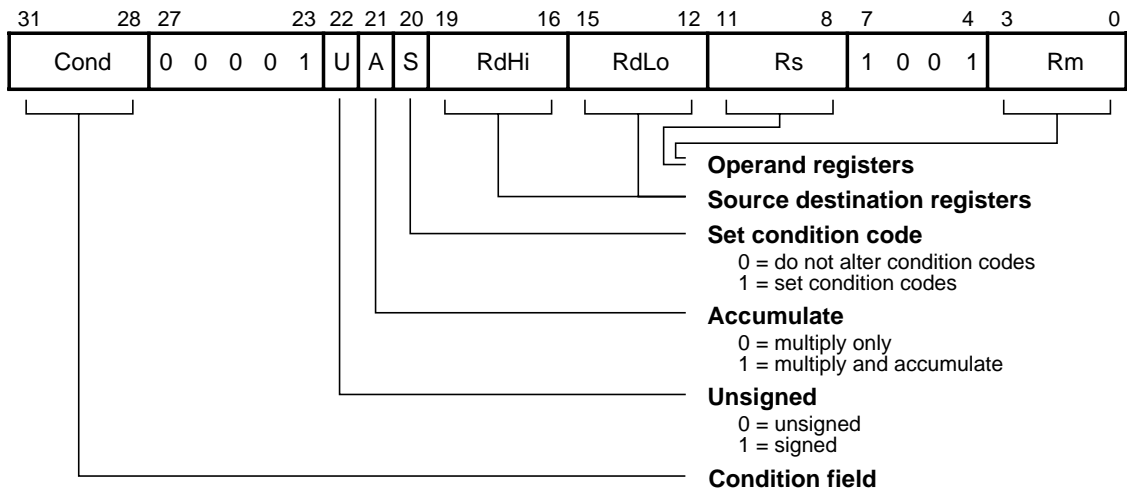 31 28 27 23 22 21 20 19 16 15 12 11 8 7 4 3 0
Cond 0 0 0 0 1 U A S RdHi RdLo Rs 1 0 0 1 Rm
Operand registers
Source destination registers
Set condition code
0 = do not alter condition codes
1 = set condition codes
Accumulate
0 = multiply only
1 = multiply and accumulate
Unsigned
0 = unsigned
1 = signed
Condition field